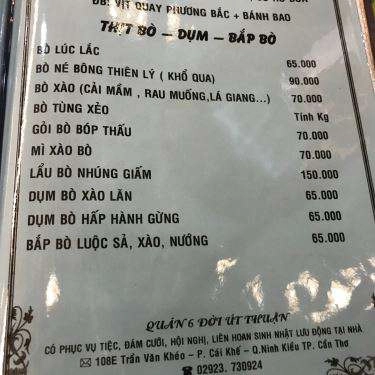 ĐB: VỊT QUAY PHƯƠNG BẮC + BÁNH BAO
THỊT BÒ - DỤM - BẮP BÒ
BÒ LÚC LẮC 65.000
BÒ NÉ BÔNG THIÊN LÝ ( KHỔ QUA) 90.000
BÒ XÀO (CẢI MẦM , RAU MUỐNG,LÁ GIANG...) 70.000
BÒ TÙNG XẺO Tính Kg
GỎI BÒ BÓP THẤU 70.000
MÌ XÀO BÒ 70.000
LẨU BÒ NHÚNG GIẤM 150.000
DỤM BÒ XÀO LĂN 65.000
DỤM BÒ HẤP HÀNH GỪNG 65.000
BẮP BÒ LUỘC SẢ, XÀO, NƯỚNG 65.000
QUÁN 6 ĐỜI ÚT THUẬN
CÓ PHỤC VỤ TIỆC, ĐÁM CƯỚI, HỘI NGHỊ, LIÊN HOAN SINH NHẬT LƯU ĐỘNG TẠI NHÀ
108E Trần Văn Khéo - P. Cái Khế - Q.Ninh Kiều TP. Cần Thơ
02923. 730924